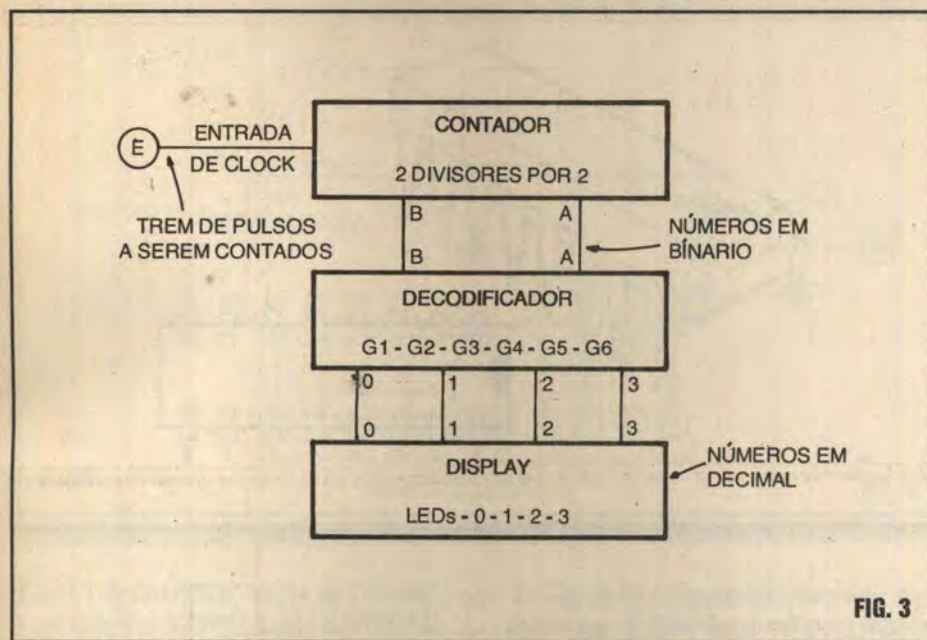 CONTADOR
2 DIVISORES POR 2
E
ENTRADA
DE CLOCK
TREM DE PULSOS
A SEREM CONTADOS
B A
NÚMEROS EM
BÍNARIO
B A
DECODIFICADOR
G1 - G2 - G3 - G4 - G5 - G6
0 1 2 3
0 1 2 3
DISPLAY
LEDs - 0 - 1 - 2 - 3
NÚMEROS EM
DECIMAL
FIG. 3